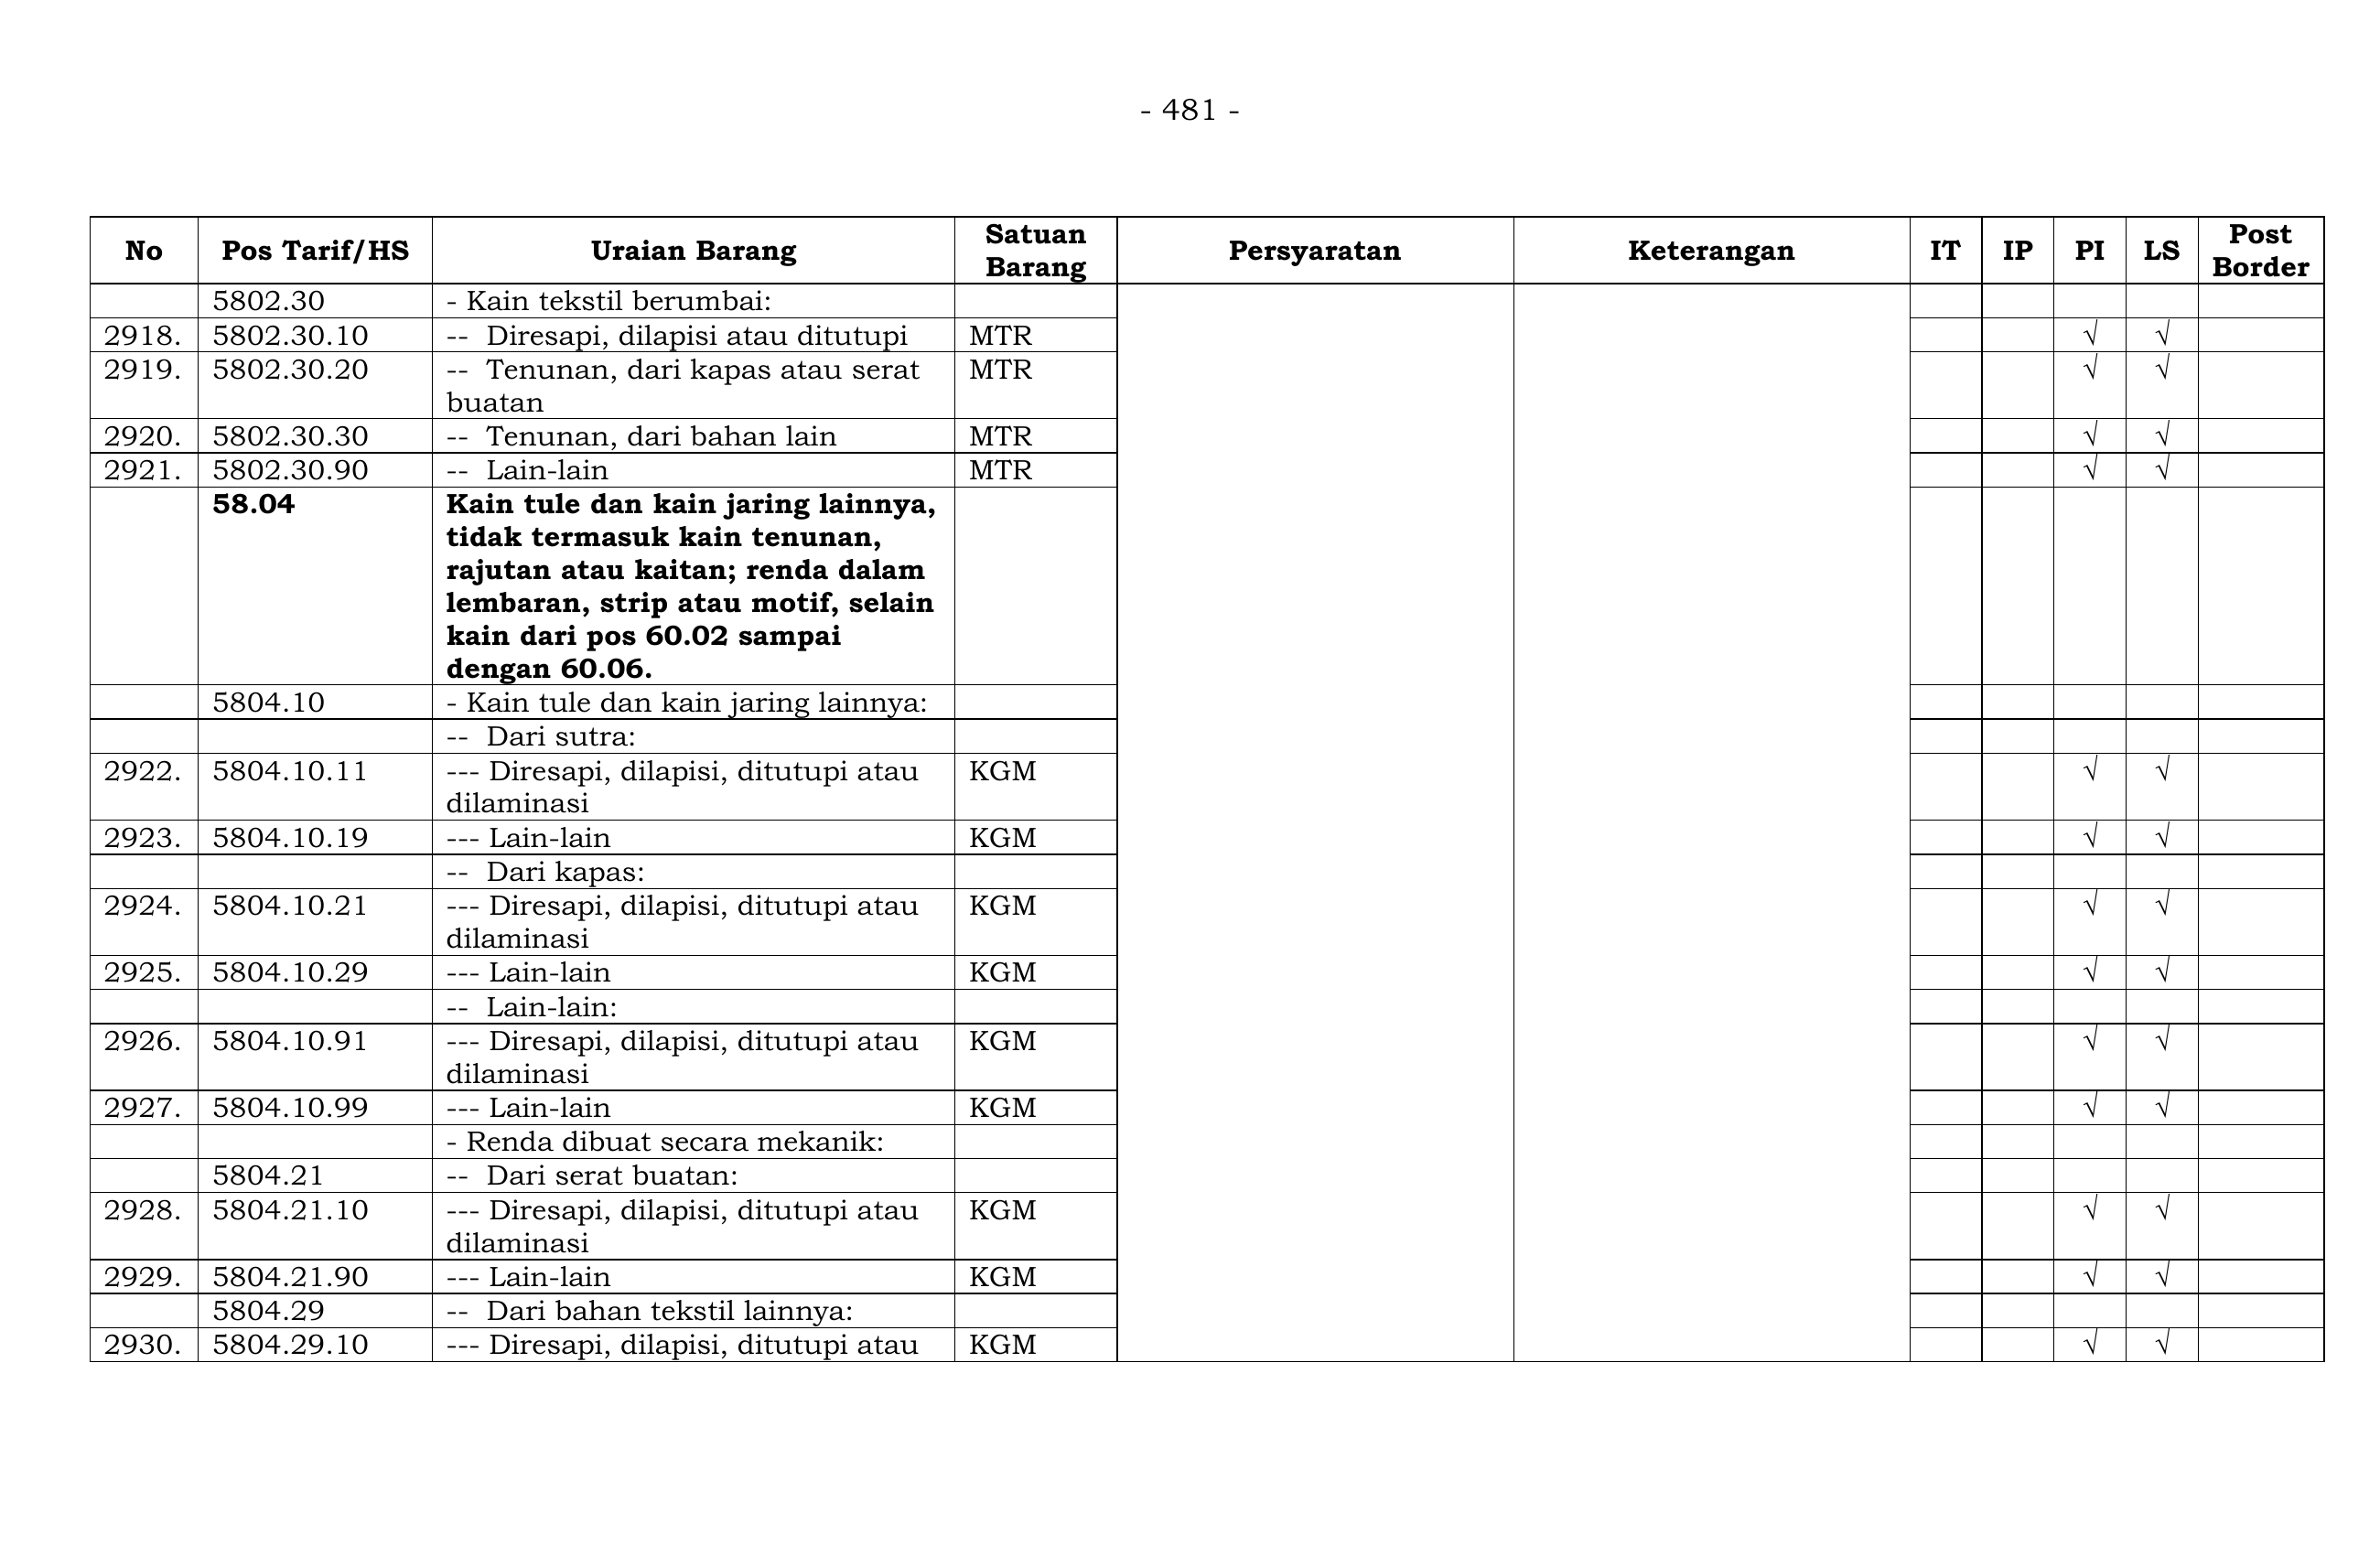 - 481 -
No Pos Tarif/HS Uraian Barang Satuan Barang Persyaratan Keterangan IT IP PI LS Post Border
5802.30 - Kain tekstil berumbai:
2918. 5802.30.10 -- Diresapi, dilapisi atau ditutupi MTR √ √
2919. 5802.30.20 -- Tenunan, dari kapas atau serat MTR √ √
buatan
2920. 5802.30.30 -- Tenunan, dari bahan lain MTR √ √
2921. 5802.30.90 -- Lain-lain MTR √ √
58.04 Kain tule dan kain jaring lainnya,
tidak termasuk kain tenunan,
rajutan atau kaitan; renda dalam
lembaran, strip atau motif, selain
kain dari pos 60.02 sampai
dengan 60.06.
5804.10 - Kain tule dan kain jaring lainnya:
-- Dari sutra:
2922. 5804.10.11 --- Diresapi, dilapisi, ditutupi atau KGM √ √
dilaminasi
2923. 5804.10.19 --- Lain-lain KGM √ √
-- Dari kapas:
2924. 5804.10.21 --- Diresapi, dilapisi, ditutupi atau KGM √ √
dilaminasi
2925. 5804.10.29 --- Lain-lain KGM √ √
-- Lain-lain:
2926. 5804.10.91 --- Diresapi, dilapisi, ditutupi atau KGM √ √
dilaminasi
2927. 5804.10.99 --- Lain-lain KGM √ √
- Renda dibuat secara mekanik:
5804.21 -- Dari serat buatan:
2928. 5804.21.10 --- Diresapi, dilapisi, ditutupi atau KGM √ √
dilaminasi
2929. 5804.21.90 --- Lain-lain KGM √ √
5804.29 -- Dari bahan tekstil lainnya:
2930. 5804.29.10 --- Diresapi, dilapisi, ditutupi atau KGM √ √